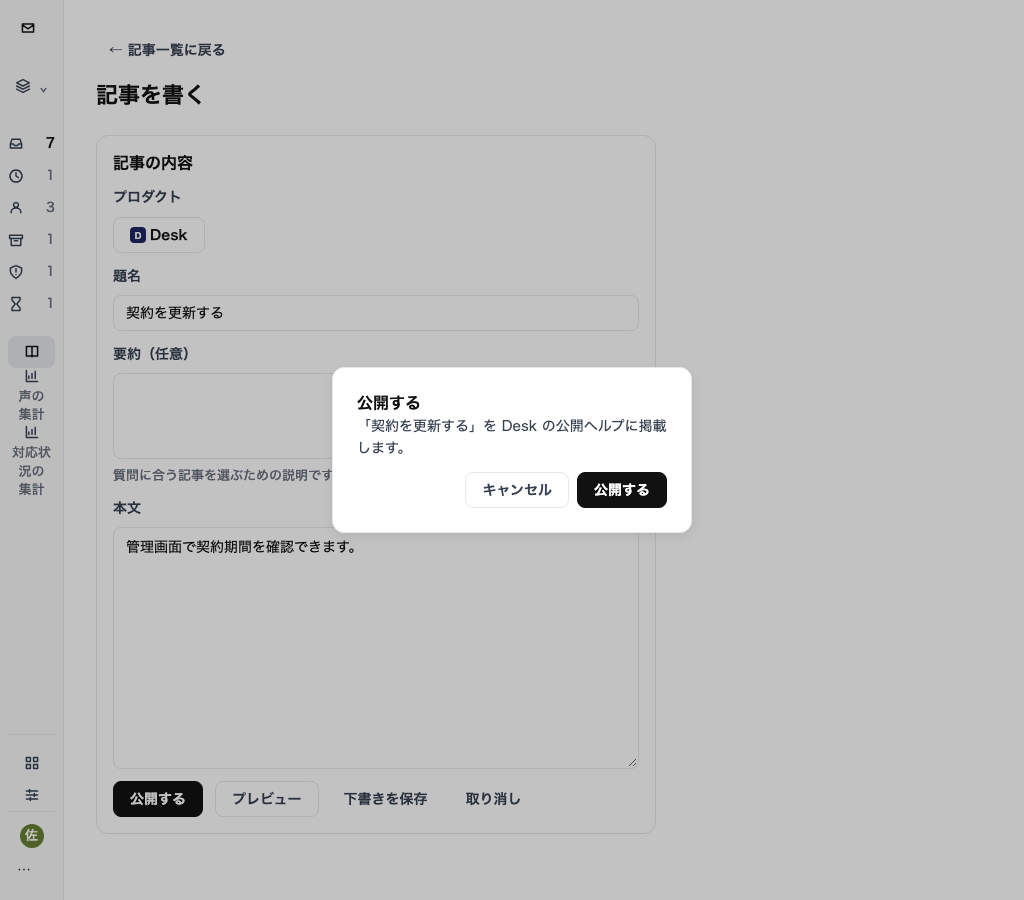 ← 記事一覧に戻る
記事を書く
7
1
3
1
1
1
声の
集計
対応状
況の
集計
佐
…
記事の内容
プロダクト
D Desk
題名
契約を更新する
要約（任意）
質問に合う記事を選ぶための説明です
本文
管理画面で契約期間を確認できます。
公開する プレビュー 下書きを保存 取り消し
公開する
「契約を更新する」を Desk の公開ヘルプに掲載
します。
キャンセル 公開する